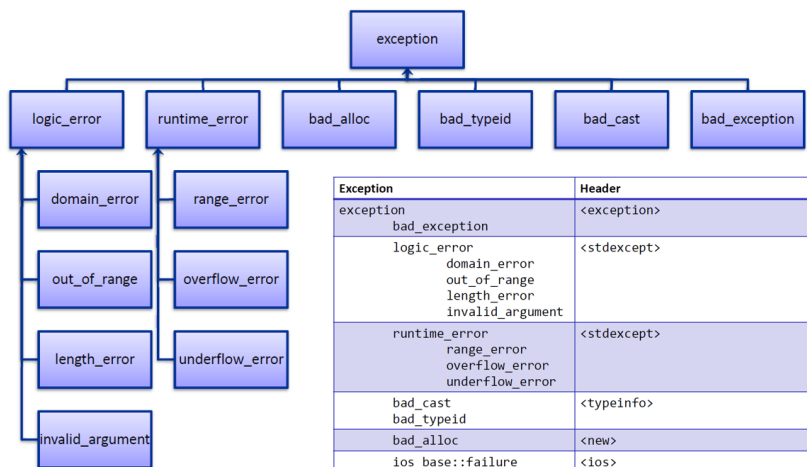 exception
logic_error
runtime_error
bad_alloc
bad_typeid
bad_cast
bad_exception
domain_error
range_error
out_of_range
overflow_error
length_error
underflow_error
invalid_argument
Exception Header
exception <exception>
bad_exception
logic_error <stdexcept>
domain_error
out_of_range
length_error
invalid_argument
runtime_error <stdexcept>
range_error
overflow_error
underflow_error
bad_cast <typeinfo>
bad_typeid
bad_alloc <new>
ios_base::failure <ios>